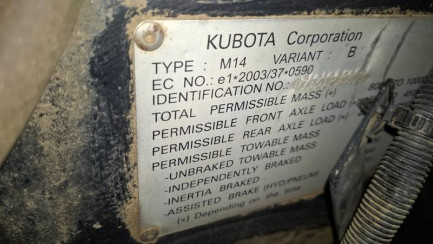 KUBOTA Corporation
TYPE : M14 VARIANT : B
EC NO.: e1*2003/37*0590
IDENTIFICATION NO.:
TOTAL PERMISSIBLE MASS (*)
PERMISSIBLE FRONT AXLE LOAD (*)
PERMISSIBLE REAR AXLE LOAD (*)
PERMISSIBLE TOWABLE MASS
-UNBRAKED TOWABLE MASS
-INDEPENDENTLY BRAKED
-INERTIA BRAKED
-ASSISTED BRAKE (HYD/PNEUM
(*) Depending on the